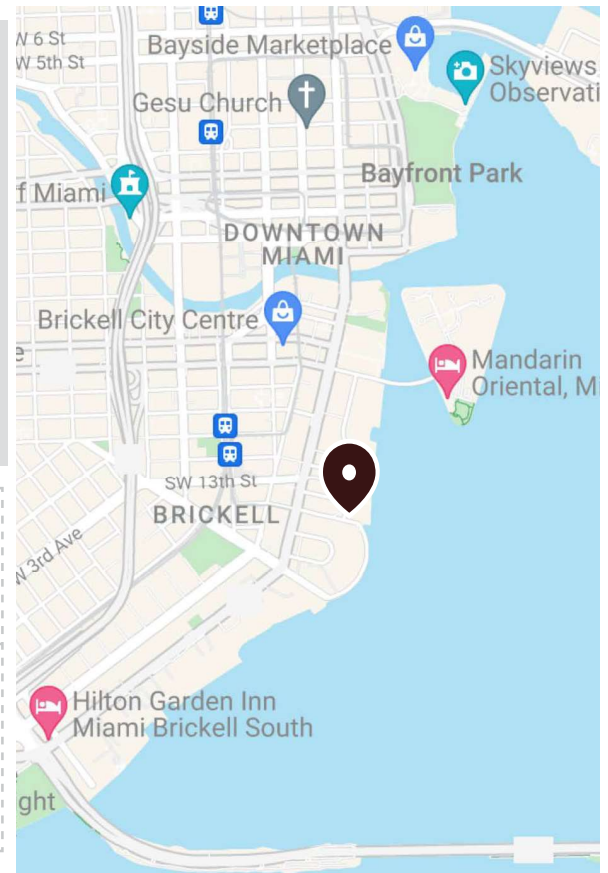 W 6 St
W 5th St
Bayside Marketplace
Skyviews
Observati
Gesu Church
Bayfront Park
f Miami
DOWNTOWN
MIAMI
Brickell City Centre
e
Mandarin
Oriental, Mi
SW 13th St
BRICKELL
W 3rd Ave
Hilton Garden Inn
Miami Brickell South
ght